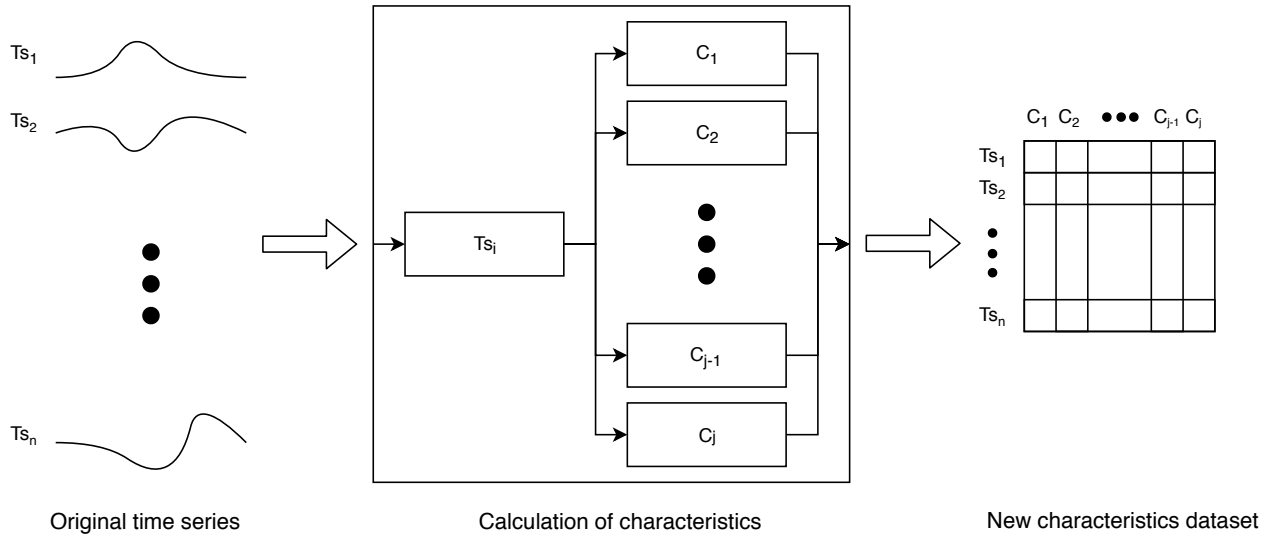 Ts1
Ts2
Tsn
Original time series
Tsi
C1
C2
Cj-1
Cj
Calculation of characteristics
C1 C2 Cj-1 Cj
Ts1
Ts2
Tsn
New characteristics dataset